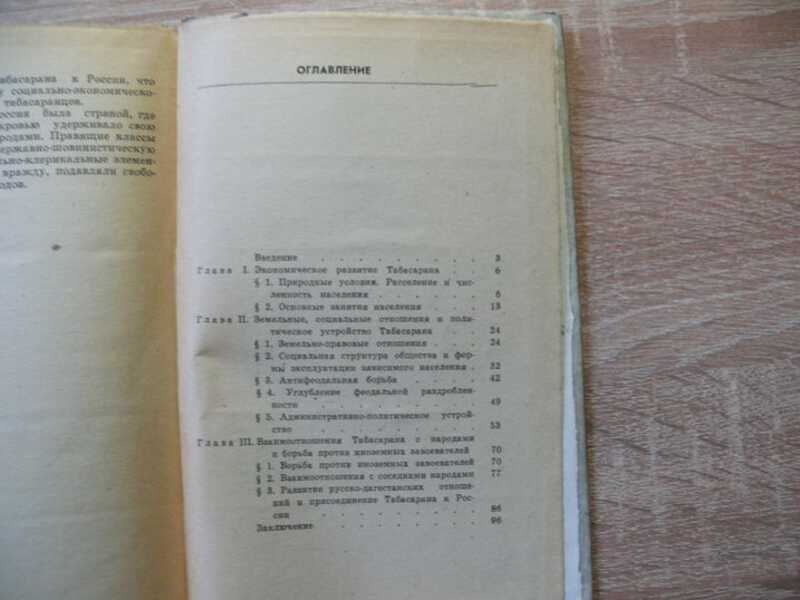 Табасарана к России, что
у социально-экономическо-
табасаранцев.
Россия была страной, где
кровью удерживало свою
родами. Правящие классы
державно-шовинистическую
льно-клерикальные элемен-
вражду, подавляли свобо-
одов.
ОГЛАВЛЕНИЕ
Введение . . . . . . . . . 3
Глава I. Экономическое развитие Табасарана . . 6
§ 1. Природные условия. Расселение и чис-
ленность населения . . . . . . 6
§ 2. Основные занятия населения . . . 13
Глава II. Земельные, социальные отношения и поли-
тическое устройство Табасарана . . 24
§ 1. Земельно-правовые отношения . . . 24
§ 2. Социальная структура общества и фор-
мы эксплуатации зависимого населения . 32
§ 3. Антифеодальная борьба . . . . 42
§ 4. Углубление феодальной раздроблен-
ности . . . . . . . . 49
§ 5. Административно-политическое устрой-
ство . . . . . . . . 53
Глава III. Взаимоотношения Табасарана с народами
и борьба против иноземных завоевателей 70
§ 1. Борьба против иноземных завоевателей 70
§ 2. Взаимоотношения с соседними народами 77
§ 3. Развитие русско-дагестанских отноше-
ний и присоединение Табасарана к Рос-
сии . . . . . . . . 86
Заключение . . . . . . . . 96